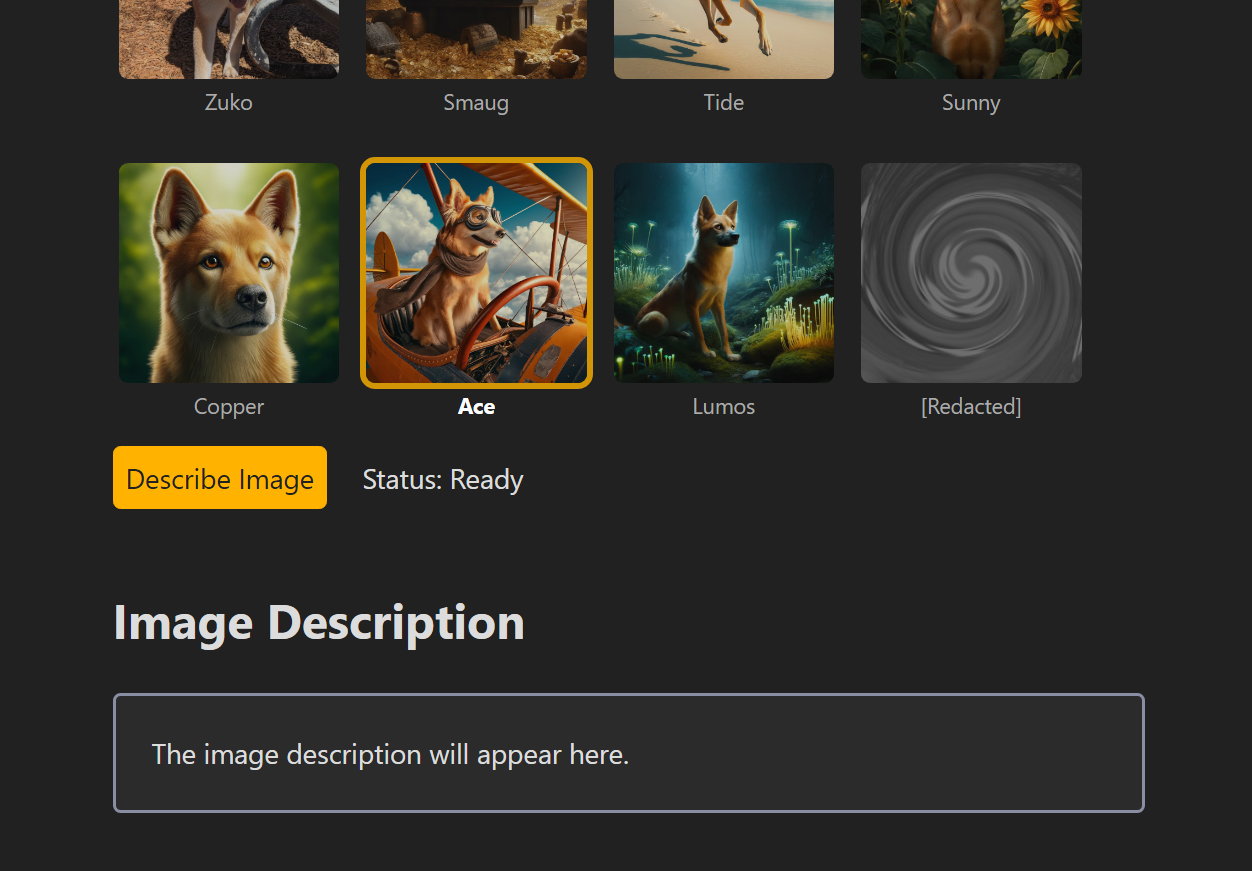 Zuko
Smaug
Tide
Sunny
Copper
Ace
Lumos
[Redacted]
Describe Image
Status: Ready
Image Description
The image description will appear here.